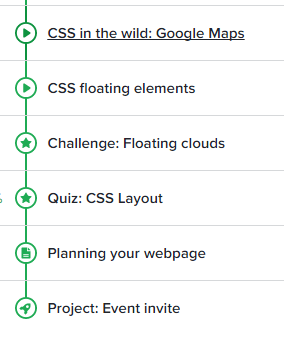 CSS in the wild: Google Maps
CSS floating elements
Challenge: Floating clouds
Quiz: CSS Layout
Planning your webpage
Project: Event invite